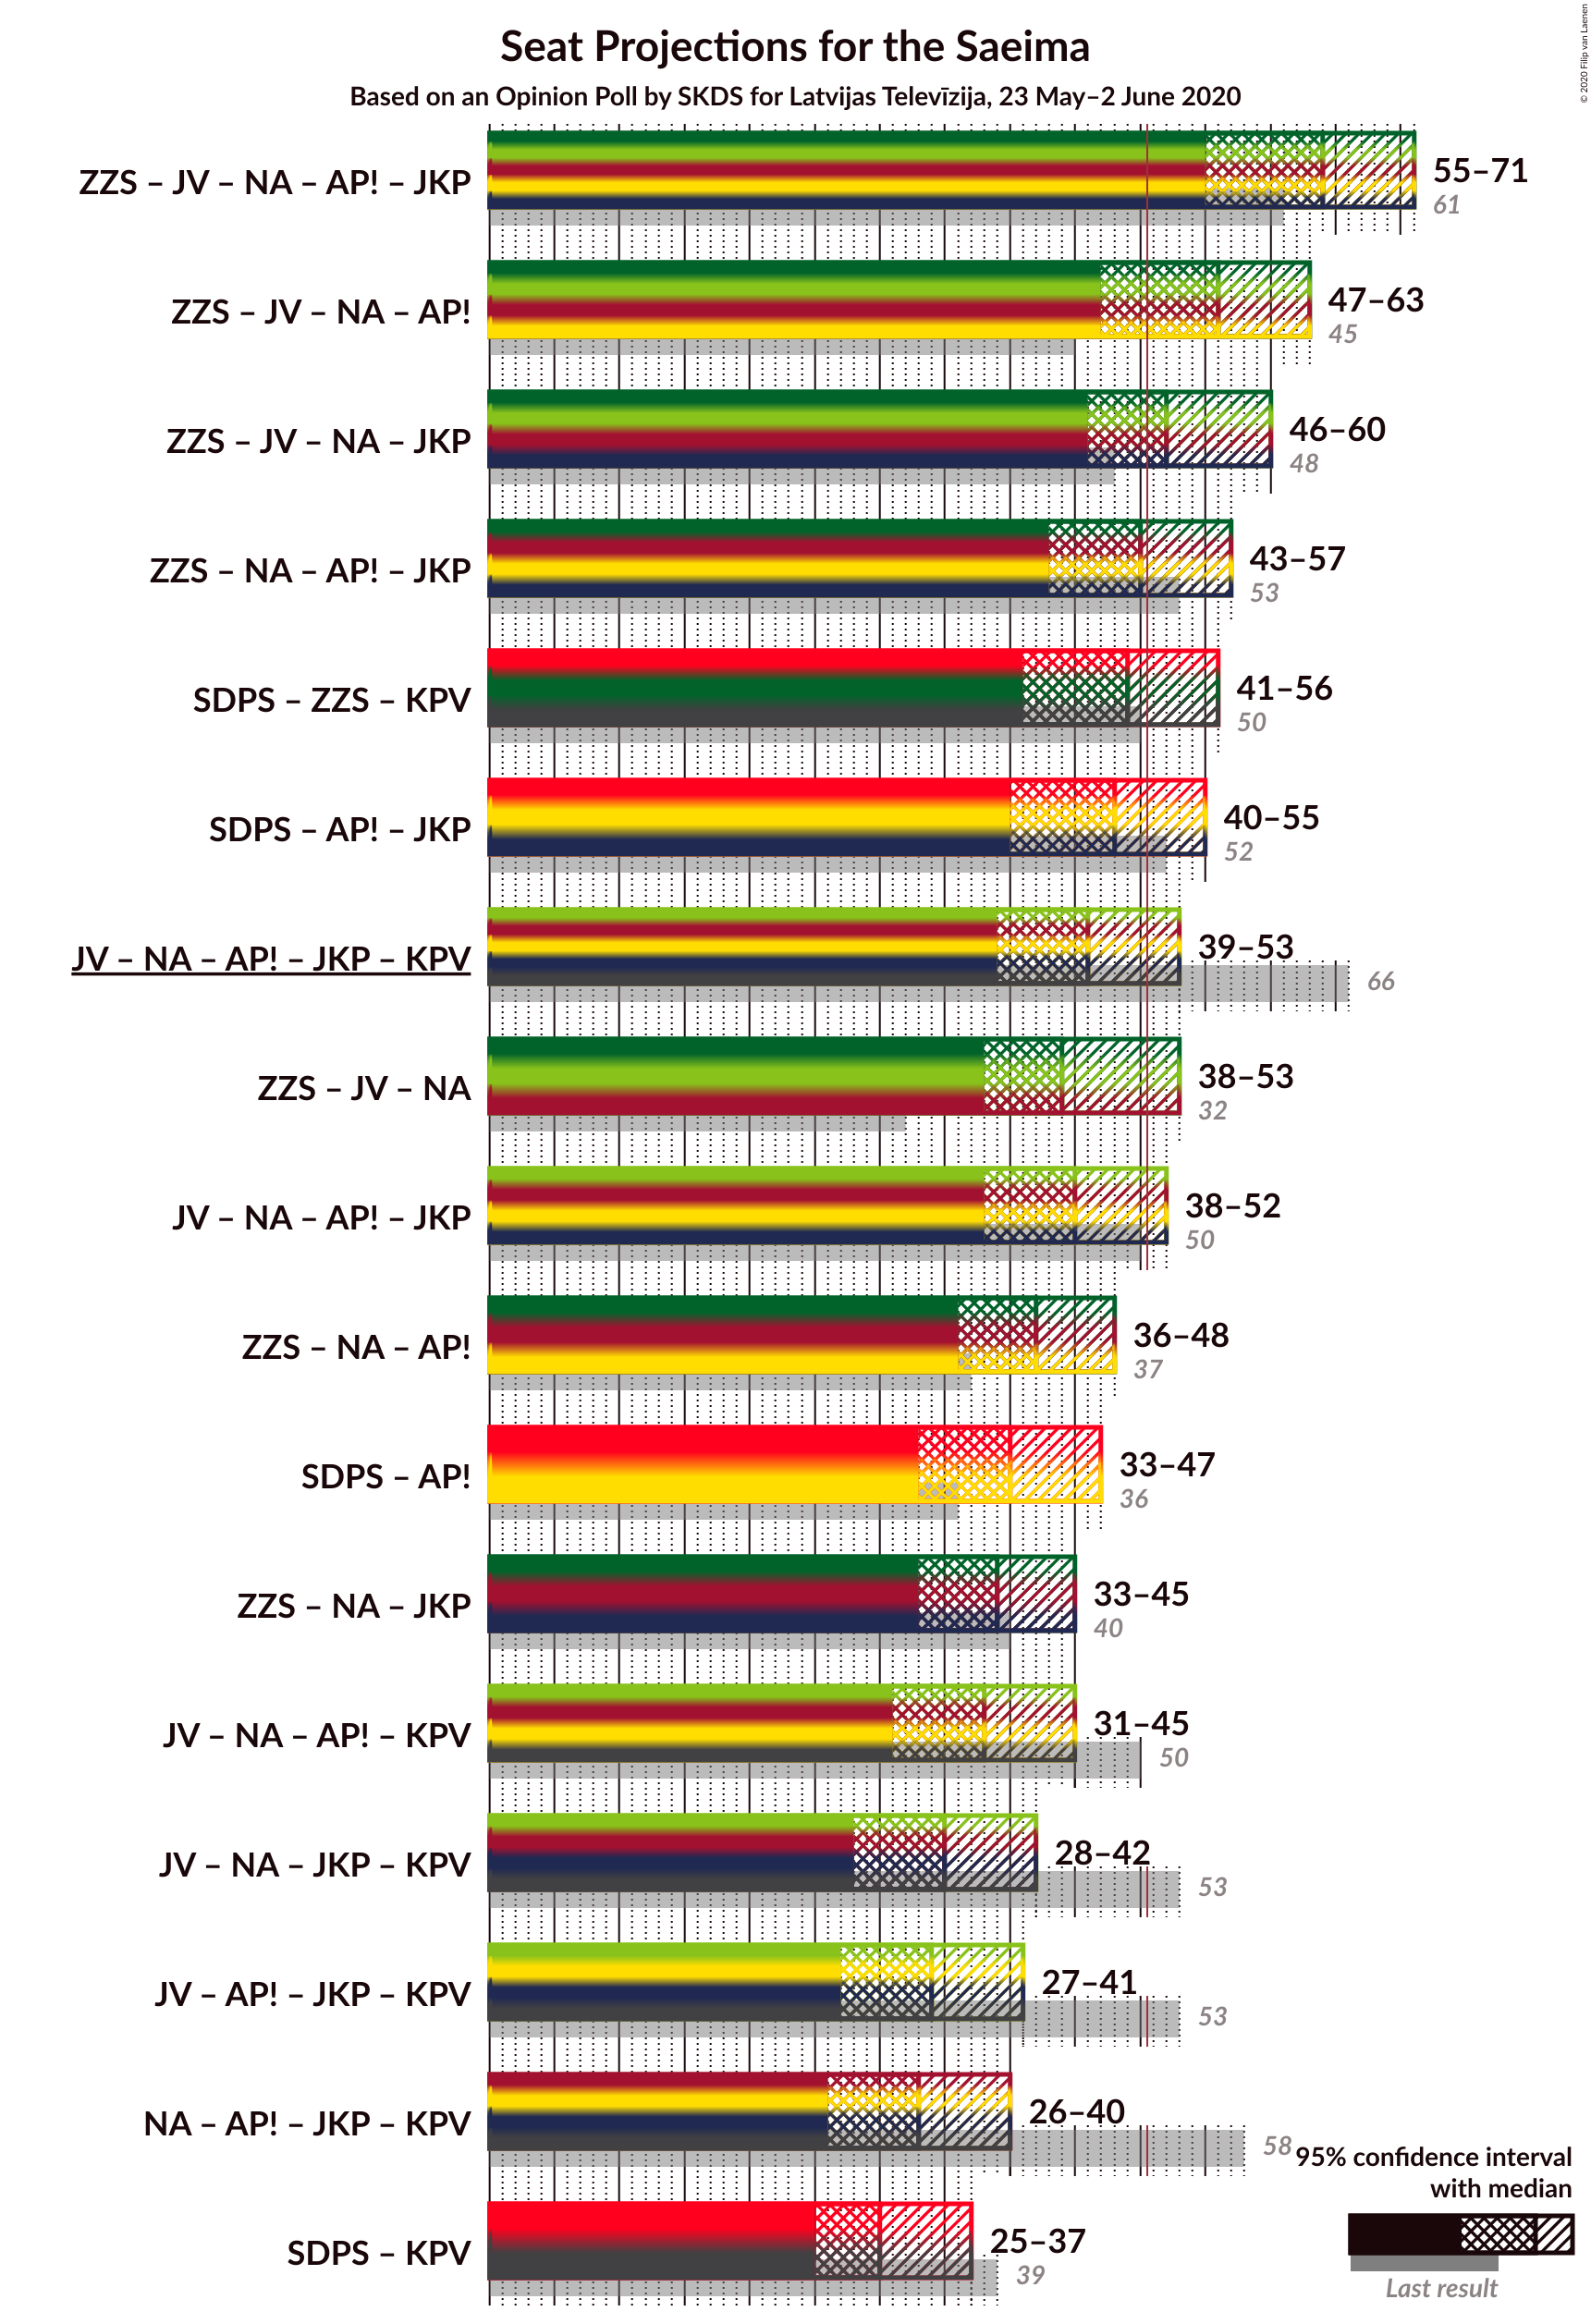 Seat Projections for the Saeima
Based on an Opinion Poll by SKDS for Latvijas Televīzija, 23 May–2 June 2020
© 2020 Filip van Laenen
ZZS – JV – NA – AP! – JKP
55–71
61
ZZS – JV – NA – AP!
47–63
45
ZZS – JV – NA – JKP
46–60
48
ZZS – NA – AP! – JKP
43–57
53
SDPS – ZZS – KPV
41–56
50
SDPS – AP! – JKP
40–55
52
JV – NA – AP! – JKP – KPV
39–53
66
ZZS – JV – NA
38–53
32
JV – NA – AP! – JKP
38–52
50
ZZS – NA – AP!
36–48
37
SDPS – AP!
33–47
36
ZZS – NA – JKP
33–45
40
JV – NA – AP! – KPV
31–45
50
JV – NA – JKP – KPV
28–42
53
JV – AP! – JKP – KPV
27–41
53
NA – AP! – JKP – KPV
26–40
58
SDPS – KPV
25–37
39
95% confidence interval
with median
Last result